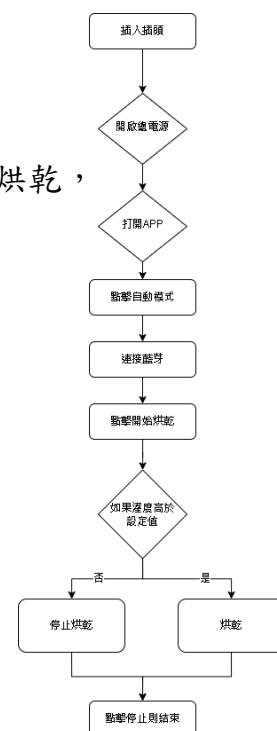 插入插頭
開啟總電源
烘乾，
打開APP
點擊自動模式
連接藍芽
點擊開始烘乾
如果溼度高於
設定值
否
是
停止烘乾
烘乾
點擊停止則結束